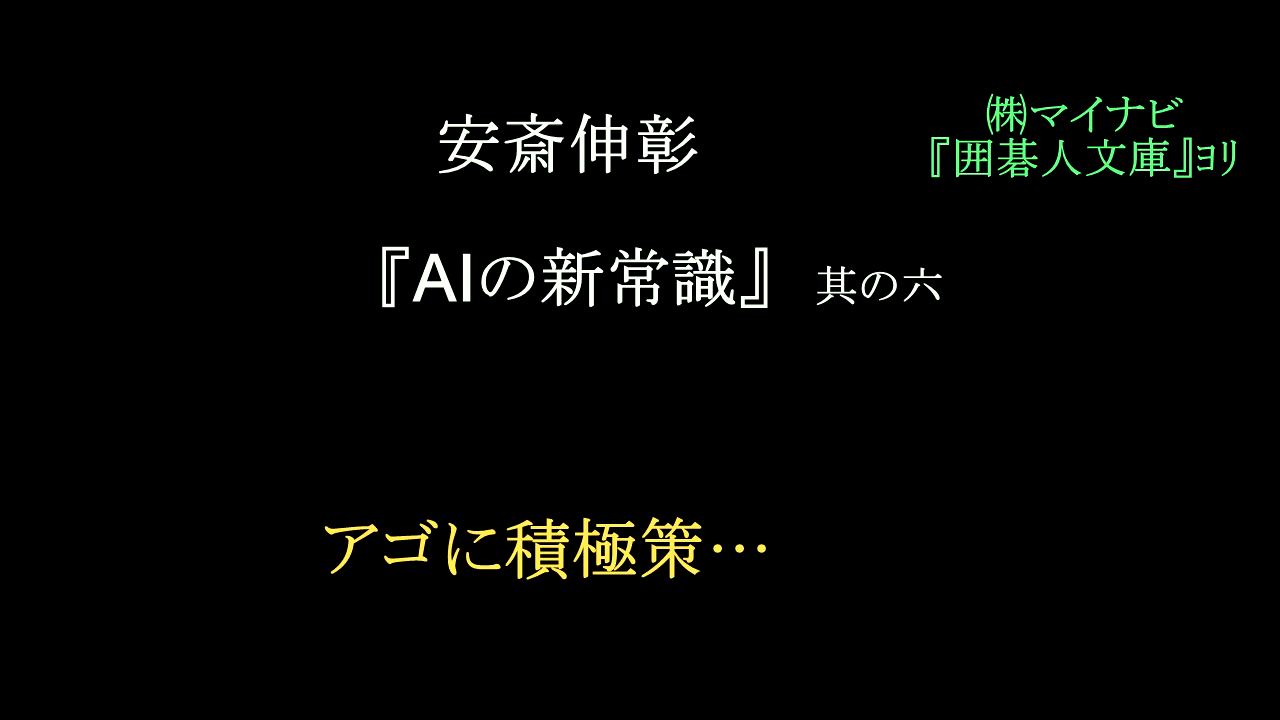 安斎伸彰
㈱マイナビ
『囲碁人文庫』ﾖﾘ
『AIの新常識』 其の六
アゴに積極策…